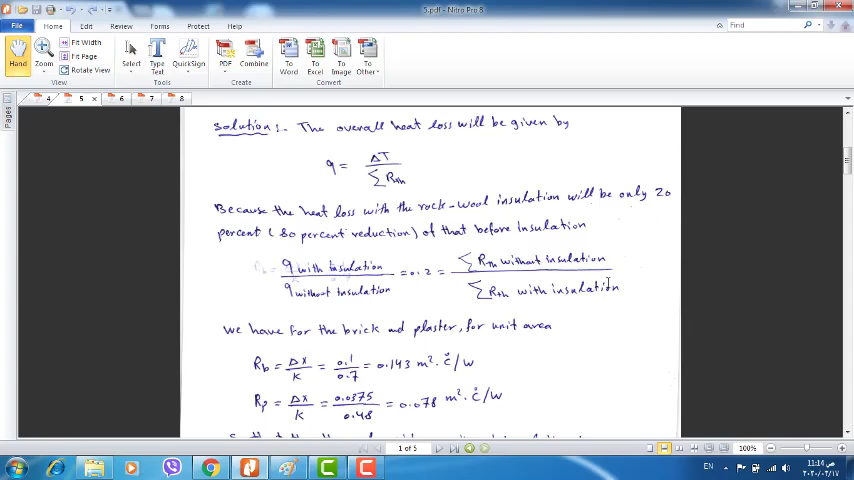 5.pdf - Nitro Pro 8
File Home Edit Review Forms Protect Help
Find
Hand
Zoom
Fit Width
Fit Page
Rotate View
View
Select
Type Text
QuickSign
Tools
PDF
Combine
Create
To Word
To Excel
To Image
To Other
Convert
4 5 6 7 8
Pages
Solution:. The overall heat loss will be given by
q = ΔT / ∑ Rth
Because the heat loss with the rock-wool insulation will be only 20
percent (80 percent reduction) of that before insulation
q with insulation / q without insulation = 0.2 = ∑ Rth without insulation / ∑ Rth with insulation
We have for the brick and plaster, for unit area
Rb = Δx / K = 0.1 / 0.7 = 0.143 m². °C/W
Rp = Δx / K = 0.0375 / 0.48 = 0.078 m². °C/W
1 of 5
100%
EN
11:14 ص
٢٠٢٠/٠٣/١٧